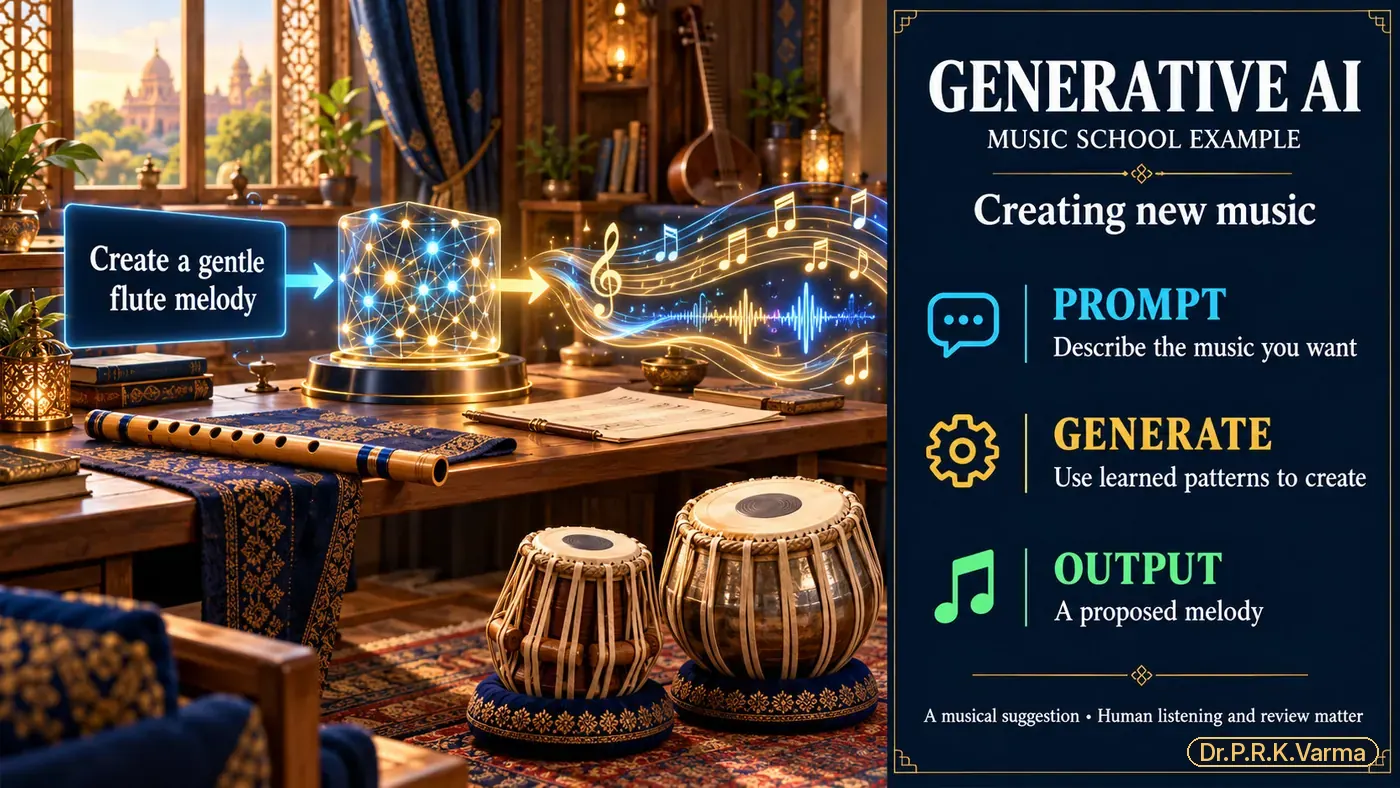 Create a gentle
flute melody
GENERATIVE AI
MUSIC SCHOOL EXAMPLE
Creating new music
PROMPT
Describe the music you want
GENERATE
Use learned patterns to create
OUTPUT
A proposed melody
A musical suggestion • Human listening and review matter
Dr.P.R.K.Varma